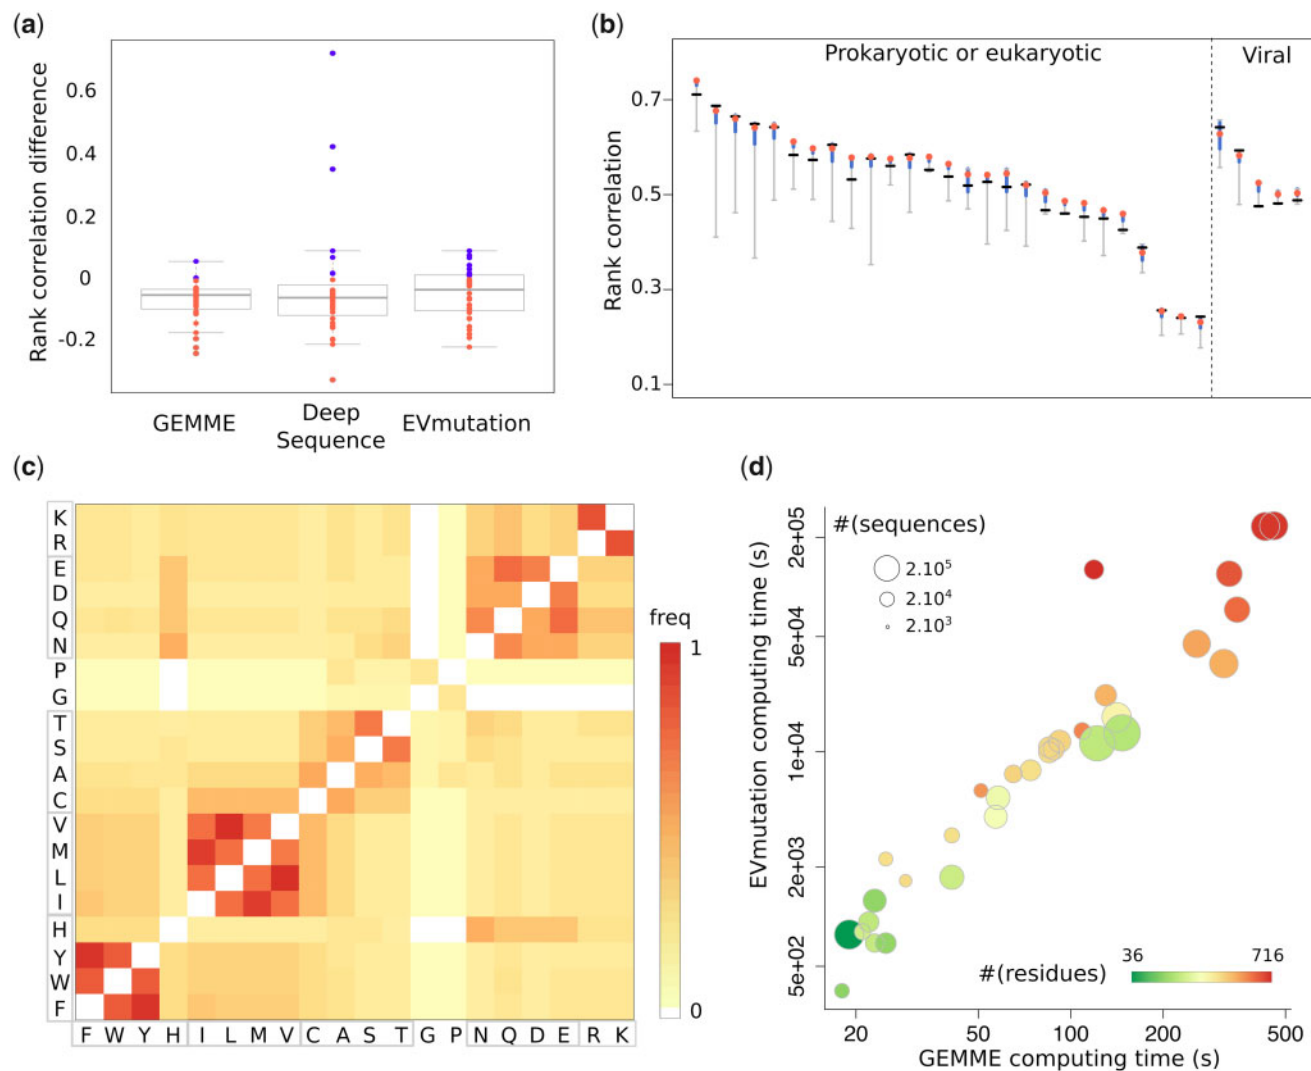 (a)
Rank correlation difference
0.6
0.4
0.2
0
-0.2
GEMME
Deep
Sequence
EVmutation
(b)
Prokaryotic or eukaryotic
Viral
Rank correlation
0.7
0.5
0.3
0.1
(c)
K
R
E
D
Q
N
P
G
T
S
A
C
V
M
L
I
H
Y
W
F
F W Y H I L M V C A S T G P N Q D E R K
freq
1
0
(d)
EVmutation computing time (s)
2e+05
5e+04
1e+04
2e+03
5e+02
#(sequences)
2.10⁵
2.10⁴
2.10³
36 716
#(residues)
20 50 100 200 500
GEMME computing time (s)